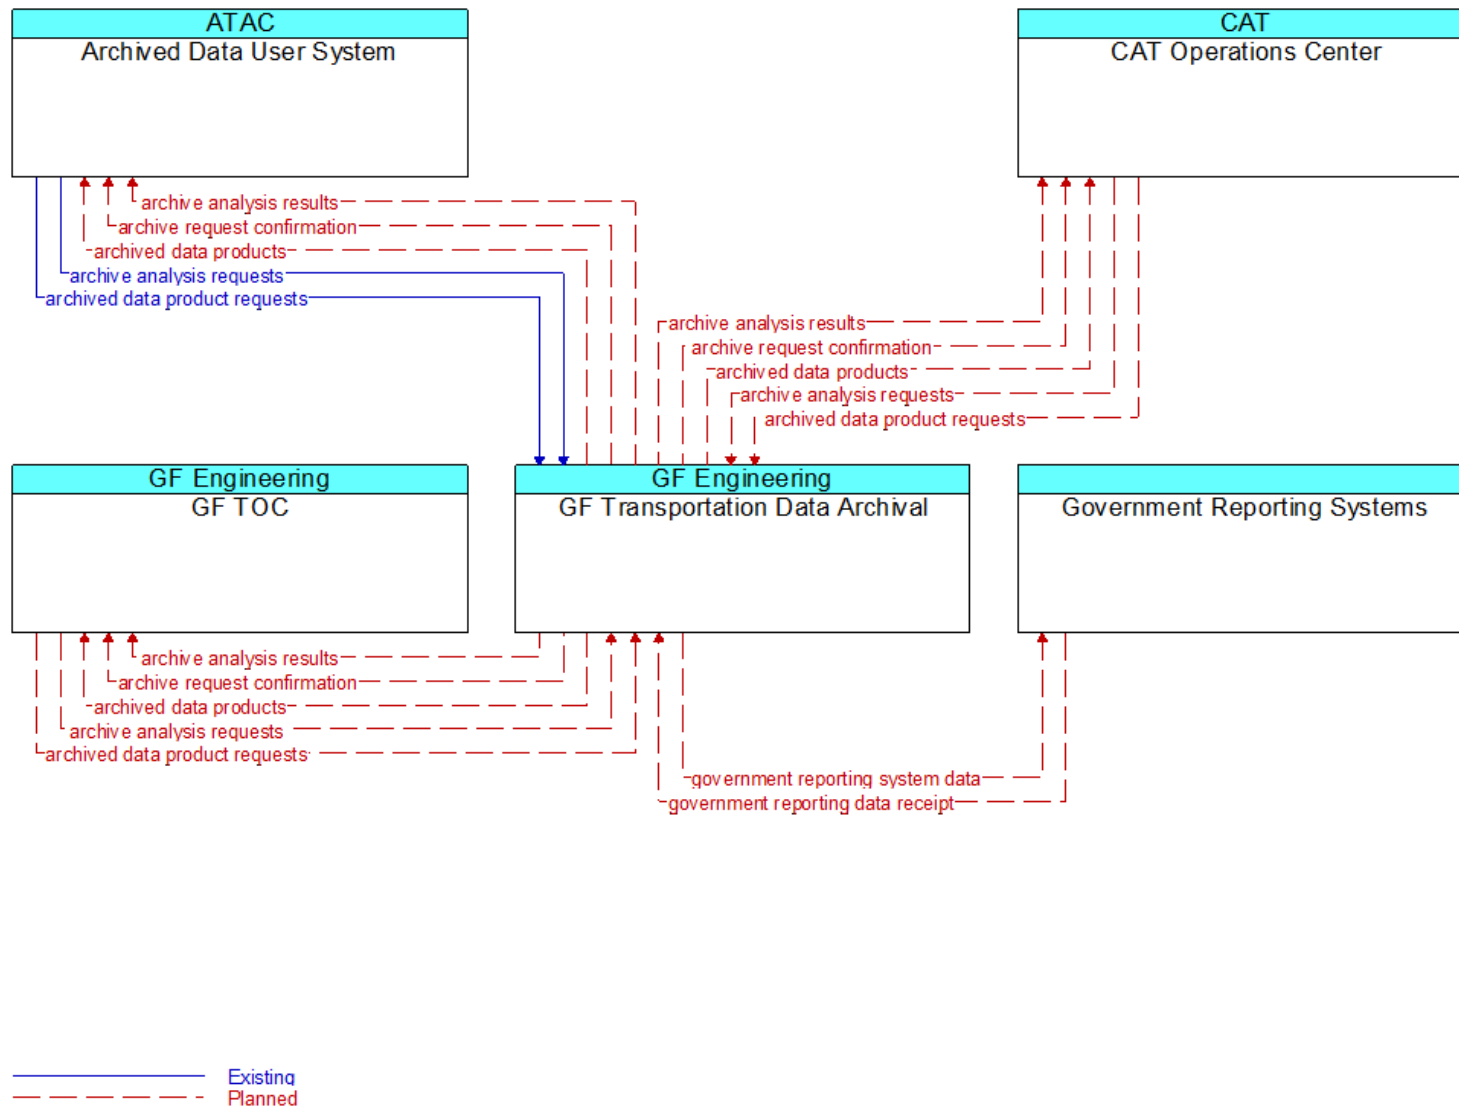 ATAC
Archived Data User System
CAT
CAT Operations Center
archive analysis results
archive request confirmation
archived data products
archive analysis requests
archived data product requests
archive analysis results
archive request confirmation
archived data products
archive analysis requests
archived data product requests
GF Engineering
GF TOC
GF Engineering
GF Transportation Data Archival
Government Reporting Systems
archive analysis results
archive request confirmation
archived data products
archive analysis requests
archived data product requests
government reporting system data
government reporting data receipt
Existing
Planned